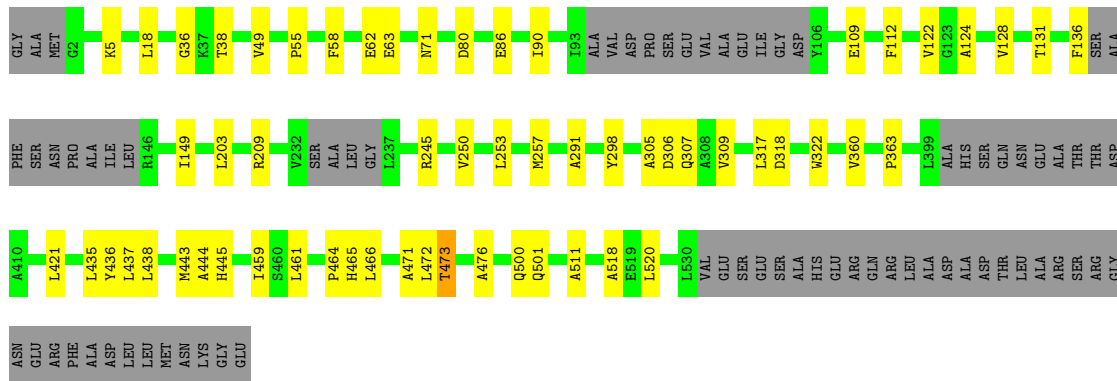 GLY ALA MET G2 K5 L18 G36 K37 T38 V49 P55 F58 E62 E63 N71 D80 E86 I90 I93 ALA VAL ASP PRO SER GLU VAL ALA GLU ILE GLY ASP Y106 E109 F112 V122 G123 A124 V128 T131 F136 SER ALA
PHE SER ASN PRO ALA ILE LEU R146 I149 L203 R209 V232 SER ALA LEU GLY L237 R245 V250 L253 M257 A291 Y298 A305 D306 Q307 A308 V309 L317 D318 W322 V360 P363 L399 ALA HIS SER GLN ASN GLU ALA THR THR ASP
A410 L421 L435 Y436 L437 L438 M443 A444 H445 I459 S460 L461 P464 H465 L466 A471 L472 T473 A476 Q500 Q501 A511 A518 E519 L520 L530 VAL GLU SER GLU SER ALA HIS GLU ARG GLN ARG LEU ALA ASP ALA ASP THR LEU ALA ARG SER ARG GLY
ASN GLU ARG PHE ALA ASP LEU LEU MET ASN LYS GLY GLU